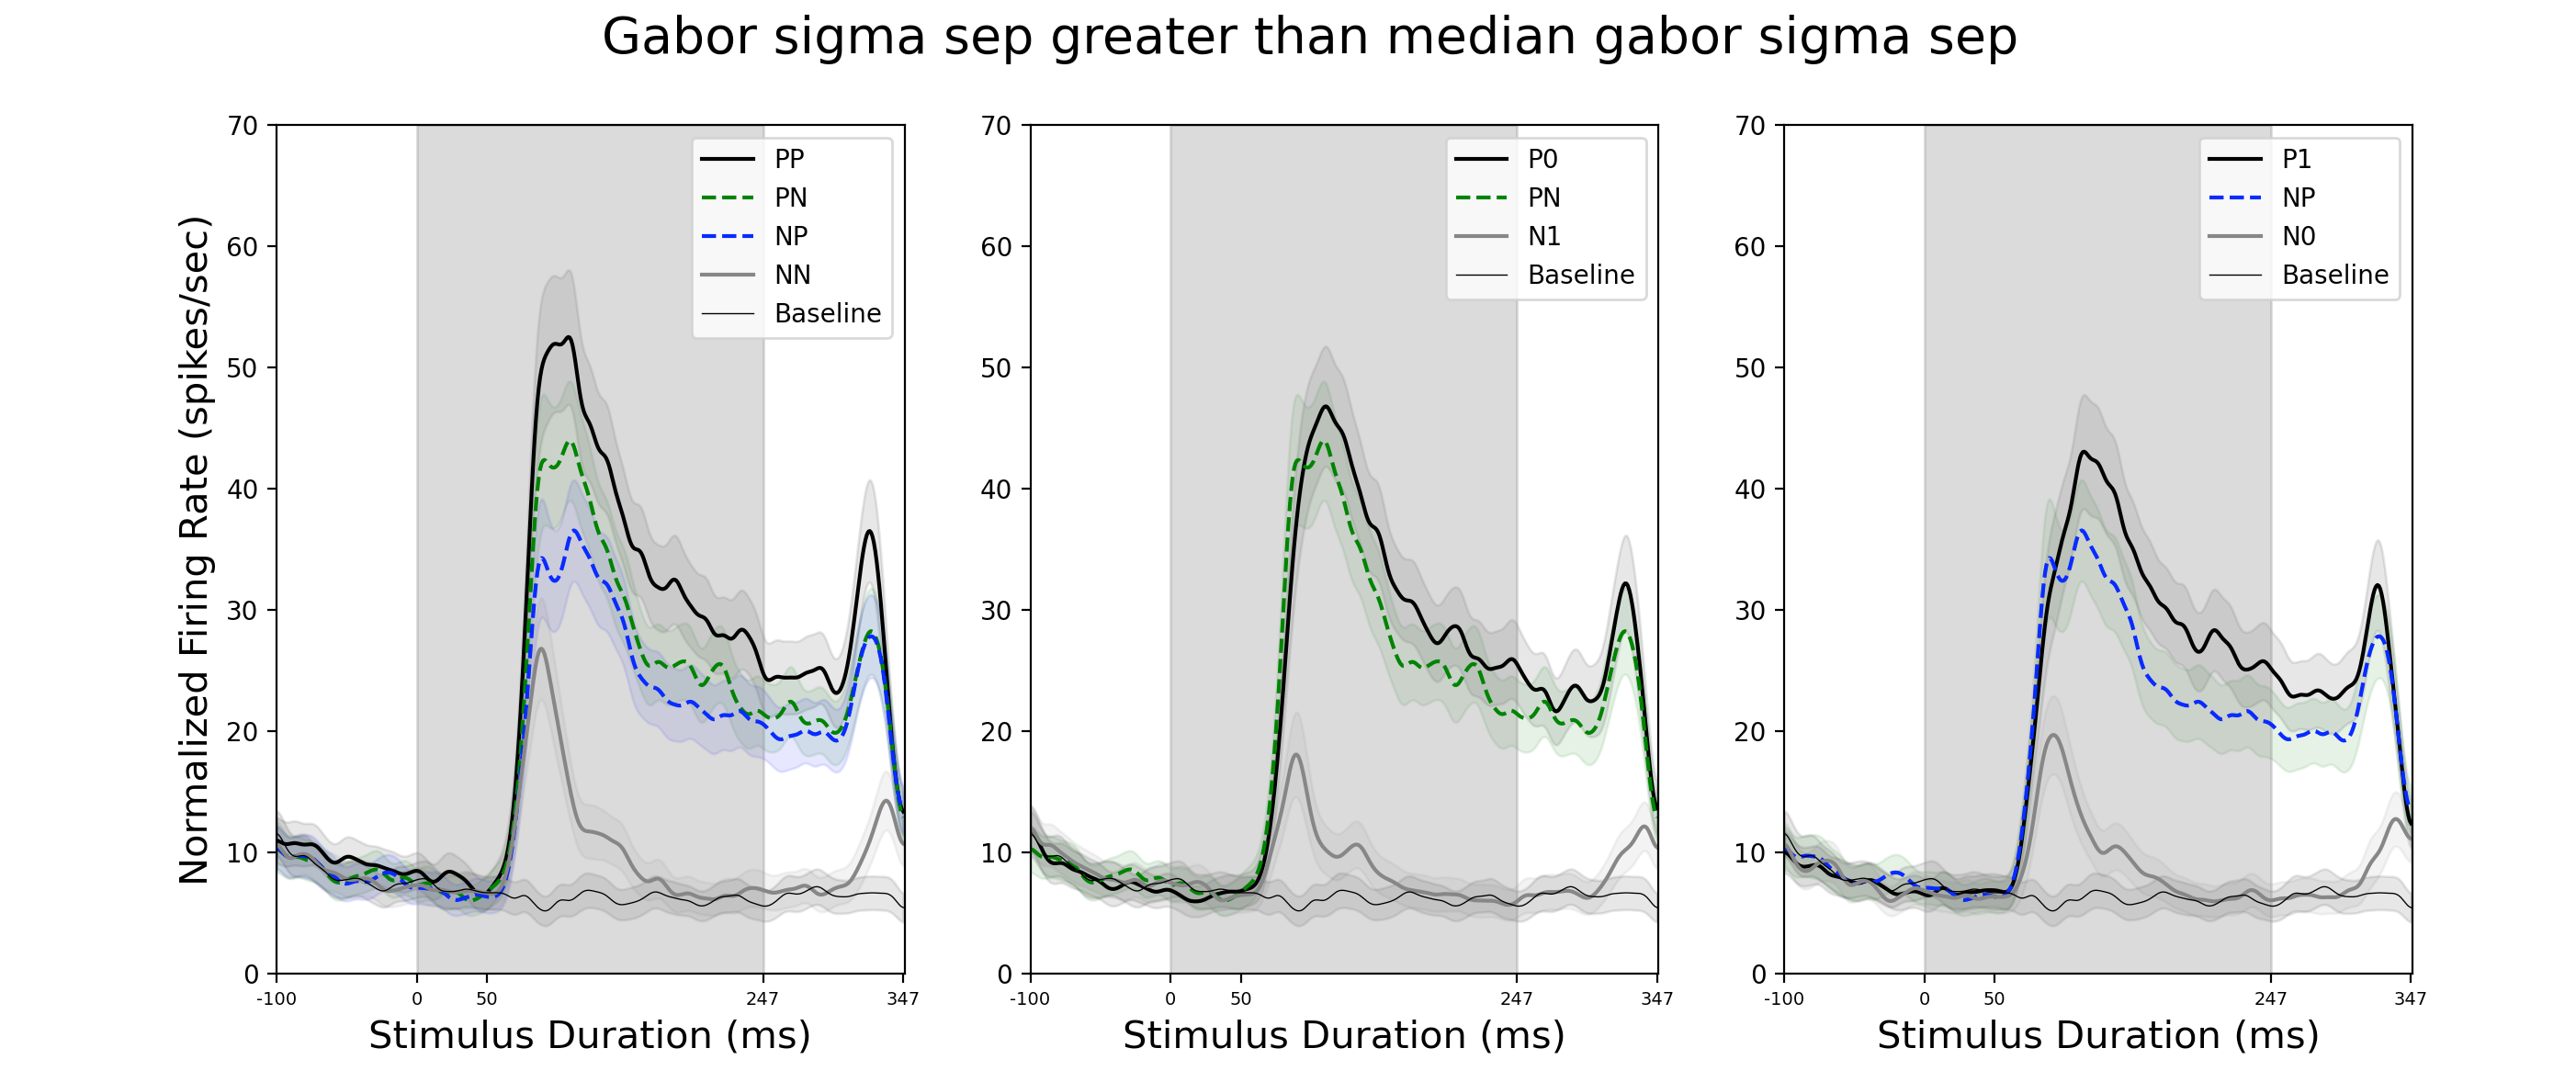 Gabor sigma sep greater than median gabor sigma sep
Normalized Firing Rate (spikes/sec)
70
60
50
40
30
20
10
0
PP
PN
NP
NN
Baseline
-100 0 50 247 347
Stimulus Duration (ms)
70
60
50
40
30
20
10
0
P0
PN
N1
Baseline
-100 0 50 247 347
Stimulus Duration (ms)
70
60
50
40
30
20
10
0
P1
NP
N0
Baseline
-100 0 50 247 347
Stimulus Duration (ms)